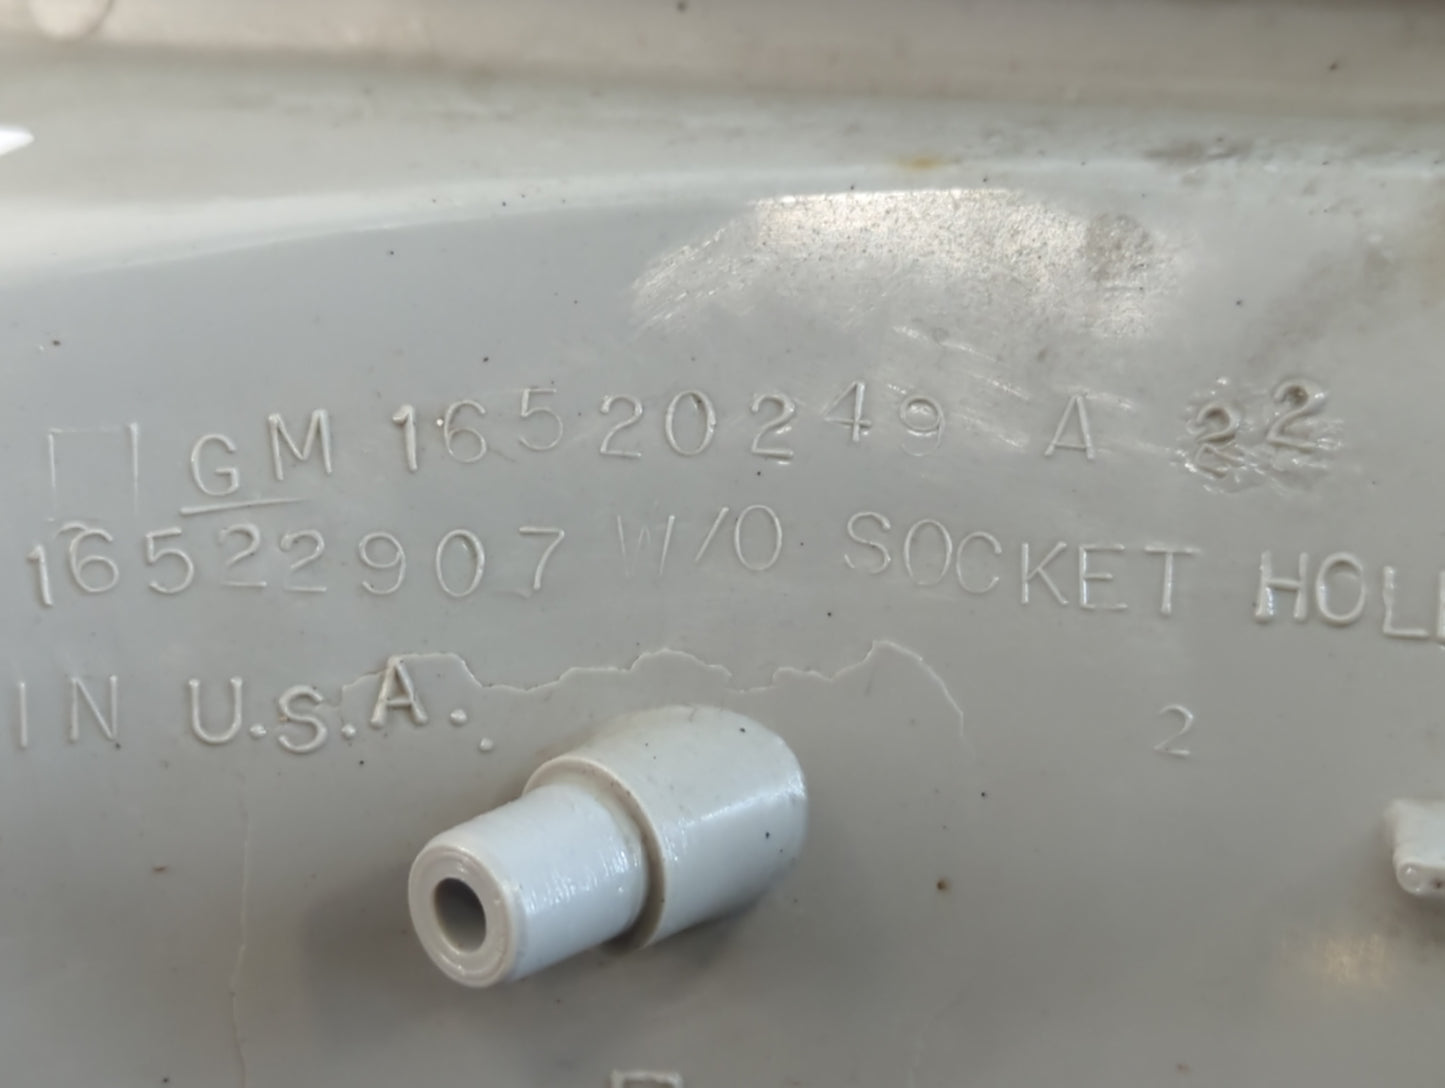 GM 16520249 A 22
16522907 W/O SOCKET HOL
IN U.S.A.
2